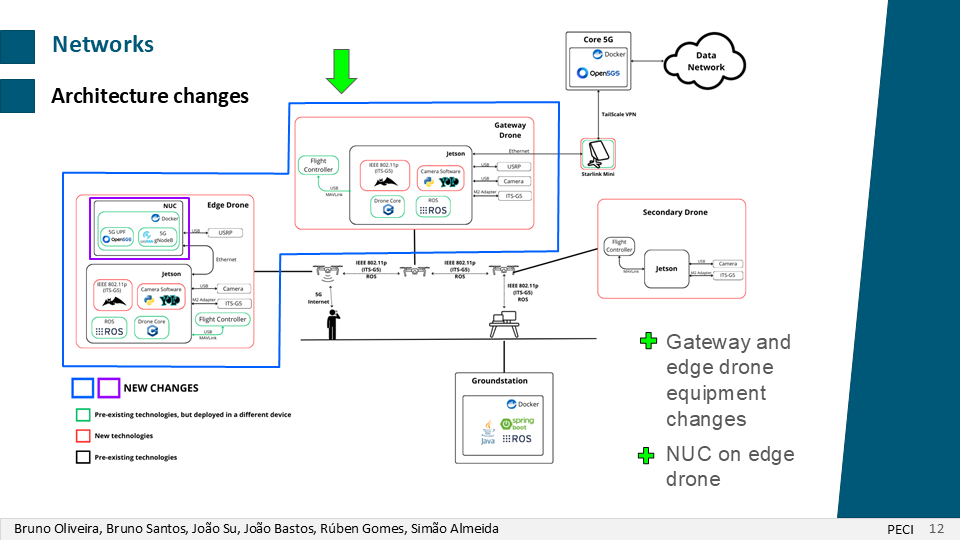 Networks
Architecture changes
Core 5G
Docker
Open5GS
Data
Network
TailScale VPN
Starlink Mini
Gateway
Drone
Ethernet
Jetson
Flight
Controller
USB
MAVLink
IEEE 802.11p
(ITS-G5)
Camera Software
YOLO
Drone Core
ROS
ROS
USB
USRP
USB
Camera
M2 Adapter
ITS-G5
Edge Drone
NUC
Docker
5G UPF
Open5GS
5G
gNodeB
USB
USRP
Ethernet
Jetson
IEEE 802.11p
(ITS-G5)
Camera Software
YOLO
ROS
ROS
Drone Core
USB
Camera
M2 Adapter
ITS-G5
Flight Controller
USB
MAVLink
Secondary Drone
Flight
Controller
MAVLink
Jetson
USB
Camera
M2 Adapter
ITS-G5
IEEE 802.11p
(ITS-G5)
ROS
IEEE 802.11p
(ITS-G5)
ROS
IEEE 802.11p
(ITS-G5)
ROS
5G
Internet
Groundstation
Docker
Java
spring
boot
ROS
NEW CHANGES
Pre-existing technologies, but deployed in a different device
New technologies
Pre-existing technologies
Gateway and
edge drone
equipment
changes
NUC on edge
drone
Bruno Oliveira, Bruno Santos, João Su, João Bastos, Rúben Gomes, Simão Almeida
PECI
12